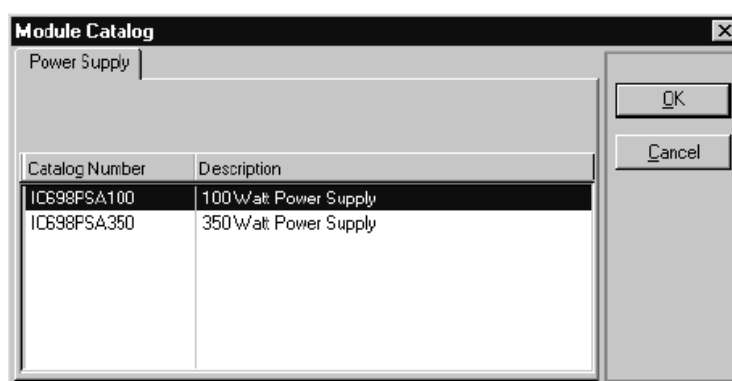 Module Catalog
Power Supply
OK
Cancel
Catalog Number Description
IC698PSA100 100 Watt Power Supply
IC698PSA350 350 Watt Power Supply